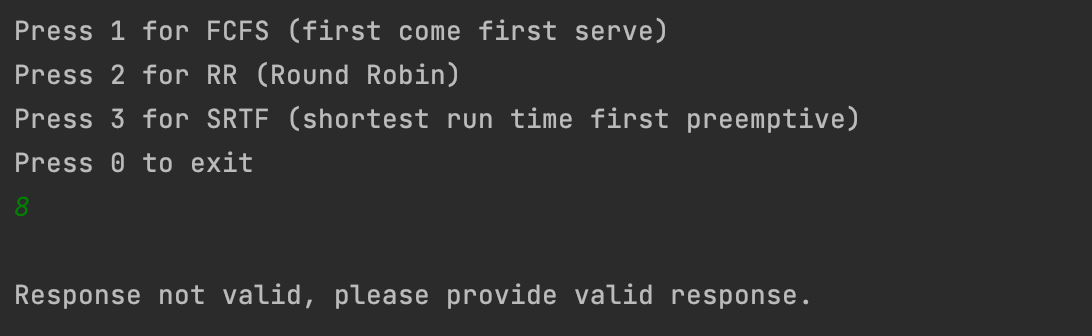 Press 1 for FCFS (first come first serve)
Press 2 for RR (Round Robin)
Press 3 for SRTF (shortest run time first preemptive)
Press 0 to exit
8
Response not valid, please provide valid response.